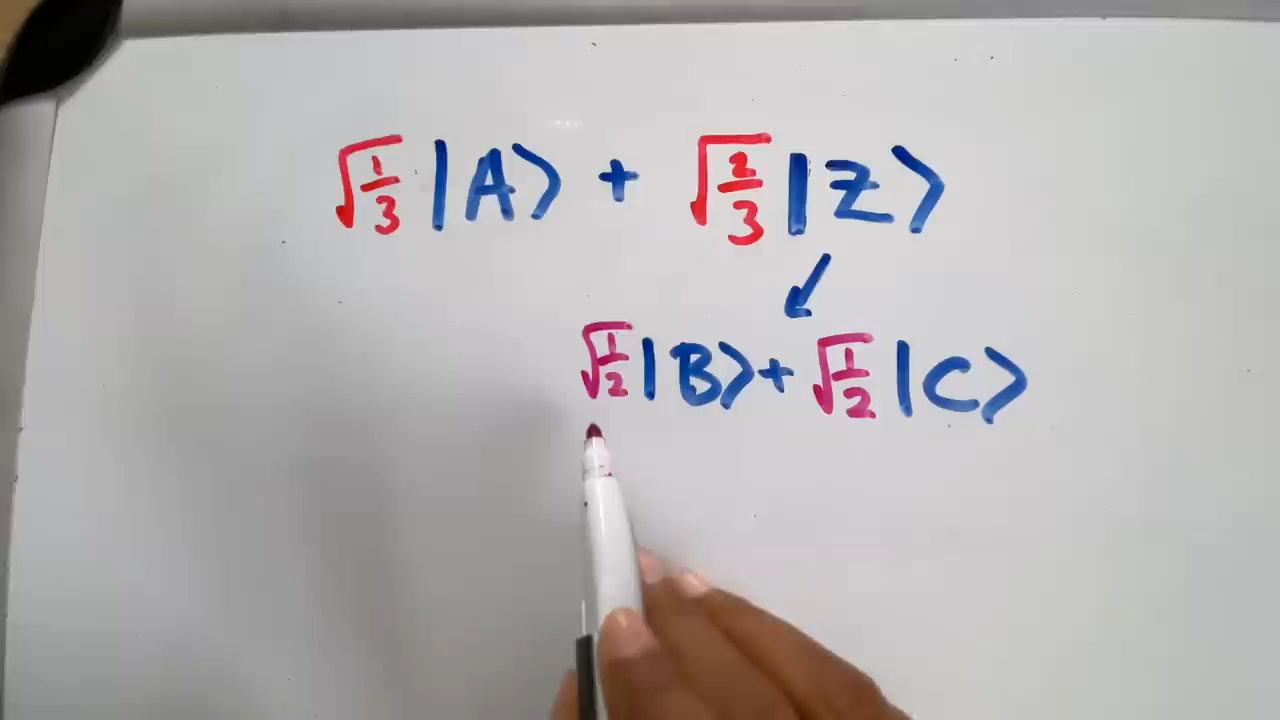 √1/3 |A⟩ + √2/3 |Z⟩
↙
√1/2 |B⟩ + √1/2 |C⟩